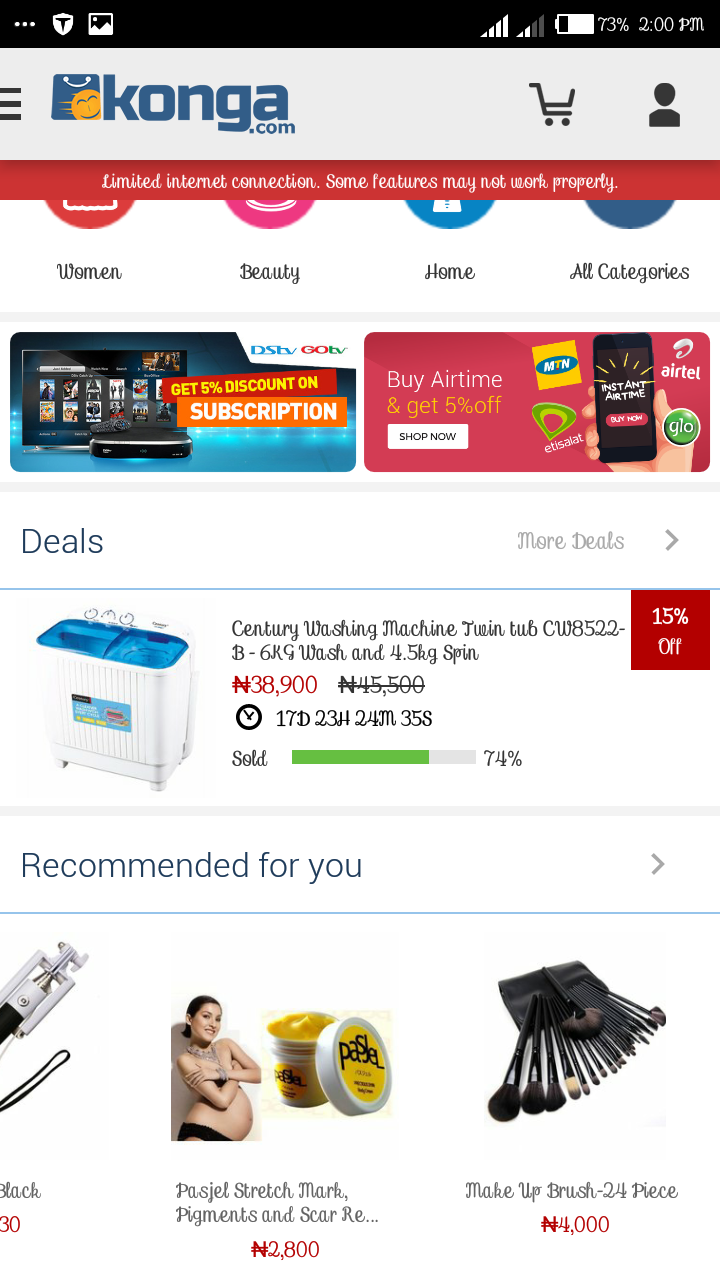 73% 2:00 PM
konga
.com
Limited internet connection. Some features may not work properly.
Women
Beauty
Home
All Categories
DStv GOtv
GET 5% DISCOUNT ON
SUBSCRIPTION
Buy Airtime
& get 5%off
SHOP NOW
MTN
etisalat
INSTANT
AIRTIME
BUY NOW
airtel
glo
Deals
More Deals
Century Washing Machine Twin tub CW8522-
B - 6KG Wash and 4.5kg Spin
₦38,900 ₦45,500
17D 23H 24M 35S
Sold 74%
15%
Off
Recommended for you
Black
30
Pasjel
Pasjel
Pasjel Stretch Mark,
Pigments and Scar Re...
₦2,800
Make Up Brush-24 Piece
₦4,000